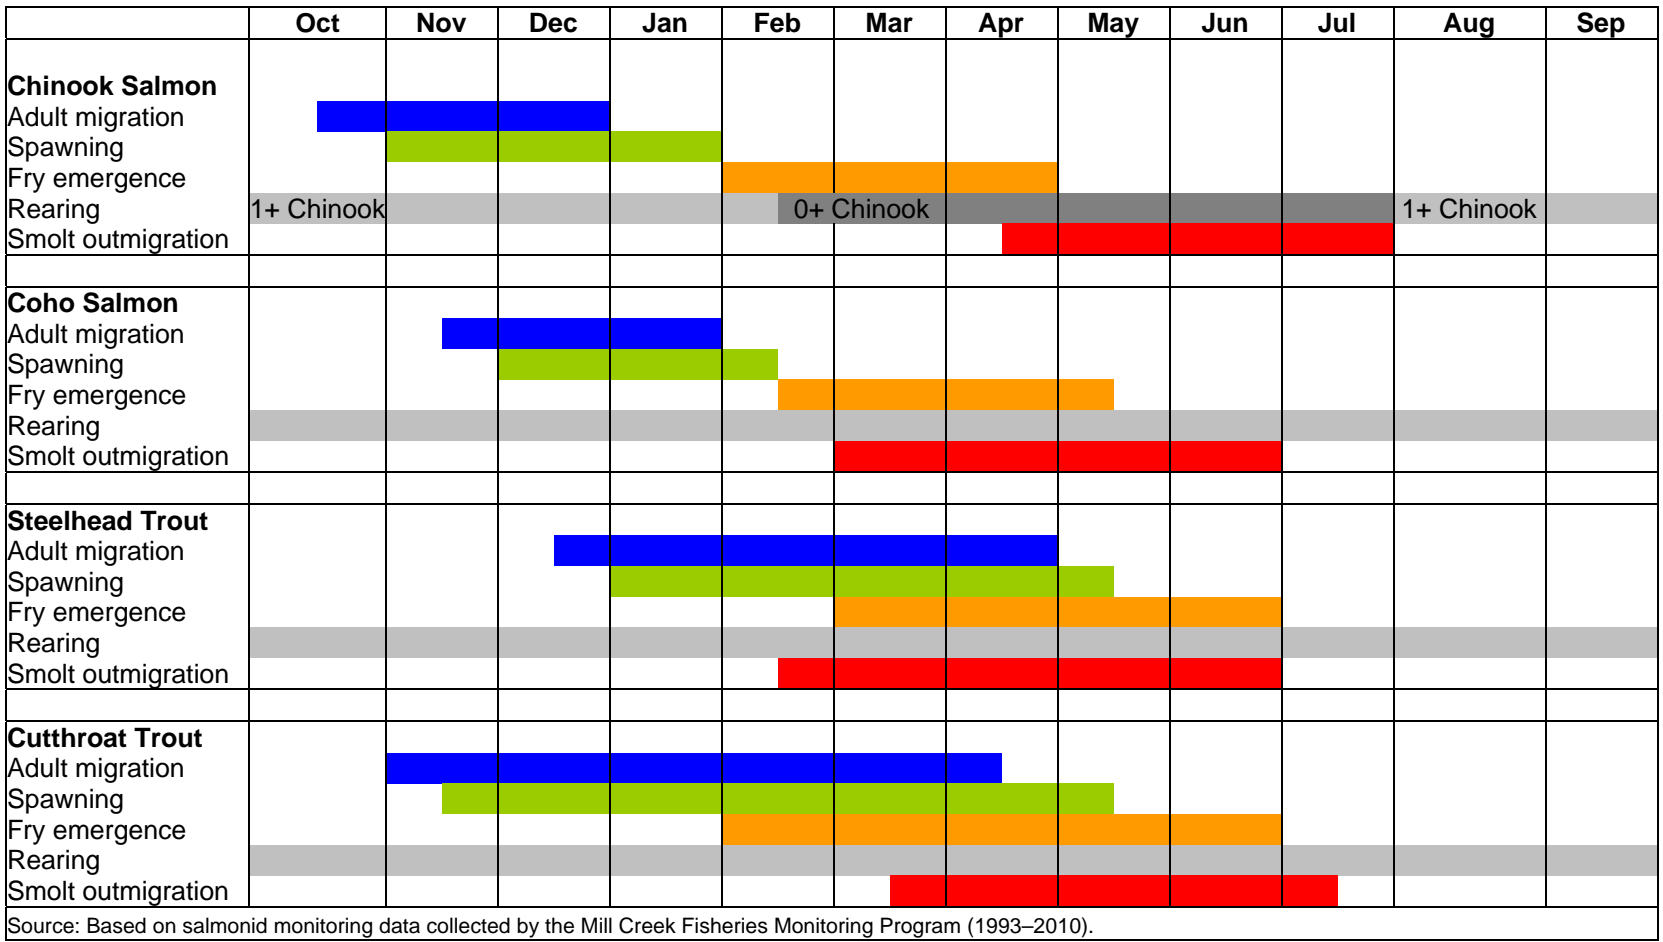 Oct Nov Dec Jan Feb Mar Apr May Jun Jul Aug Sep
Chinook Salmon
Adult migration
Spawning
Fry emergence
Rearing 1+ Chinook 0+ Chinook 1+ Chinook
Smolt outmigration
Coho Salmon
Adult migration
Spawning
Fry emergence
Rearing
Smolt outmigration
Steelhead Trout
Adult migration
Spawning
Fry emergence
Rearing
Smolt outmigration
Cutthroat Trout
Adult migration
Spawning
Fry emergence
Rearing
Smolt outmigration
Source: Based on salmonid monitoring data collected by the Mill Creek Fisheries Monitoring Program (1993–2010).